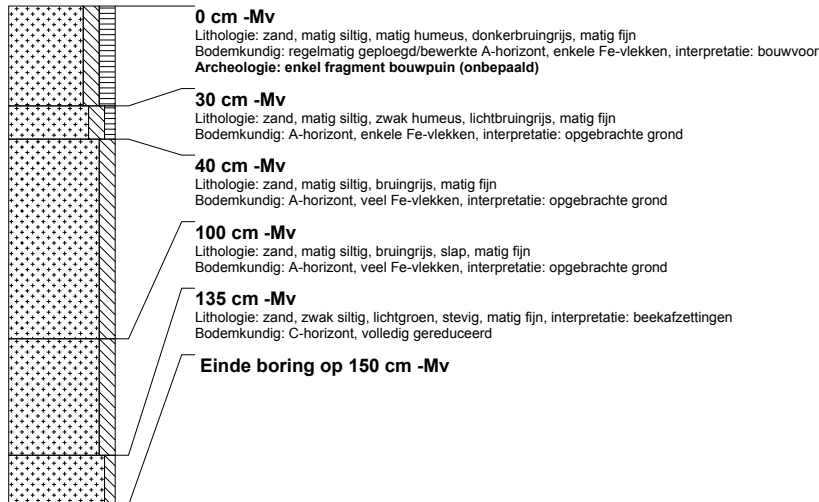 0 cm -Mv
Lithologie: zand, matig siltig, matig humeus, donkerbruingrijs, matig fijn
Bodemkundig: regelmatig geploegd/bewerkte A-horizont, enkele Fe-vlekken, interpretatie: bouwvoor
Archeologie: enkel fragment bouwpuin (onbepaald)
30 cm -Mv
Lithologie: zand, matig siltig, zwak humeus, lichtbruingrijs, matig fijn
Bodemkundig: A-horizont, enkele Fe-vlekken, interpretatie: opgebrachte grond
40 cm -Mv
Lithologie: zand, matig siltig, bruingrijs, matig fijn
Bodemkundig: A-horizont, veel Fe-vlekken, interpretatie: opgebrachte grond
100 cm -Mv
Lithologie: zand, matig siltig, bruingrijs, slap, matig fijn
Bodemkundig: A-horizont, veel Fe-vlekken, interpretatie: opgebrachte grond
135 cm -Mv
Lithologie: zand, zwak siltig, lichtgroen, stevig, matig fijn, interpretatie: beekafzettingen
Bodemkundig: C-horizont, volledig gereduceerd
Einde boring op 150 cm -Mv